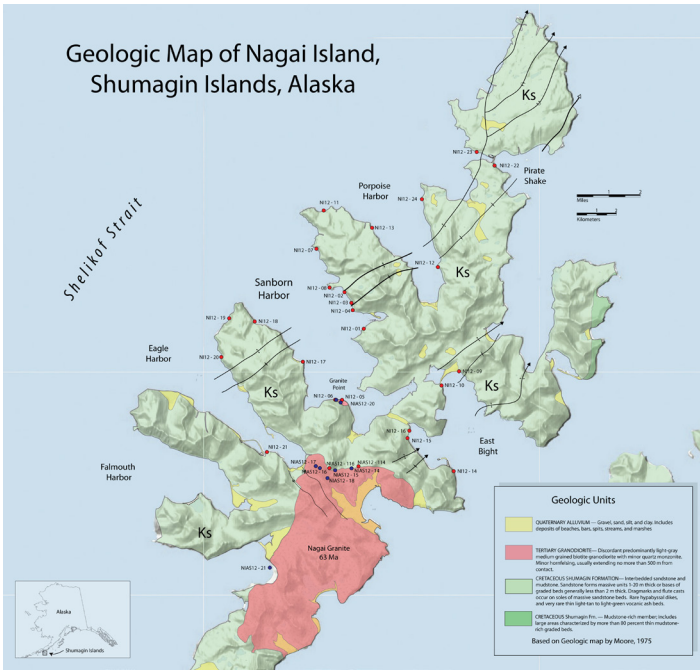 Geologic Map of Nagai Island,
Shumagin Islands, Alaska
Ks
NI12 - 23
NI12 - 22
Pirate
Shake
Porpoise
Harbor
NI12 - 24
Miles
Kilometers
Shelikof Strait
NI12 - 11
NI12 - 13
NI12 - 07
NI12 - 12
Ks
Sanborn
Harbor
NI12 - 08
NI12 - 02
NI12 - 03
NI12 - 04
NI12 - 01
NI12 - 19
NI12 - 18
Eagle
Harbor
NI12 - 20
NI12 - 17
Ks
Granite
Point
NI12 - 06
NI12 - 05
NIAS12 - 20
NI12 - 09
NI12 - 10
Ks
NI12 - 16
NI12 - 15
East
Bight
NI12 - 21
NI12 - 14
Falmouth
Harbor
NIAS12 - 17
NIAS12 - 16
NIAS12 - 15
NIAS12 - 18
Ks
Nagai Granite
63 Ma
NIAS12 - 21
Geologic Units
QUATERNARY ALLUVIUM — Gravel, sand, silt, and clay, includes
deposits of beaches, bars, spits, streams, and marshes.
TERTIARY GRANODIORITE— Discordant predominantly light-gray
medium-grained biotite granodiorite with minor quartz monzonite.
Minor hornfelsing, usually extending no more than 500 m from
contact.
CRETACEOUS SHUMAGIN FORMATION— Interbedded sandstone and
mudstone. Sandstone forms massive units 1-20 m thick or bases of
graded beds generally less than 2 m thick. Dragmarks and flute casts
occur on soles of massive sandstone beds. Rare hypabyssal dikes,
and very rare thin light-tan to light-green volcanic ash beds.
CRETACEOUS Shumagin Fm. — Mudstone-rich member; includes
large areas characterized by more than 80 percent thin mudstone-
rich graded beds.
Based on Geologic map by Moore, 1975
Alaska
Shumagin Islands